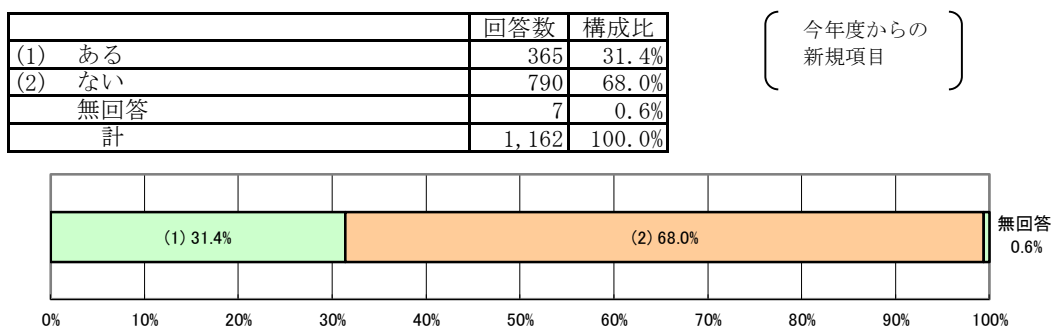 回答数 構成比
(1) ある 365 31.4%
(2) ない 790 68.0%
無回答 7 0.6%
計 1,162 100.0%
今年度からの
新規項目
(1) 31.4% (2) 68.0% 無回答
0.6%
0% 10% 20% 30% 40% 50% 60% 70% 80% 90% 100%